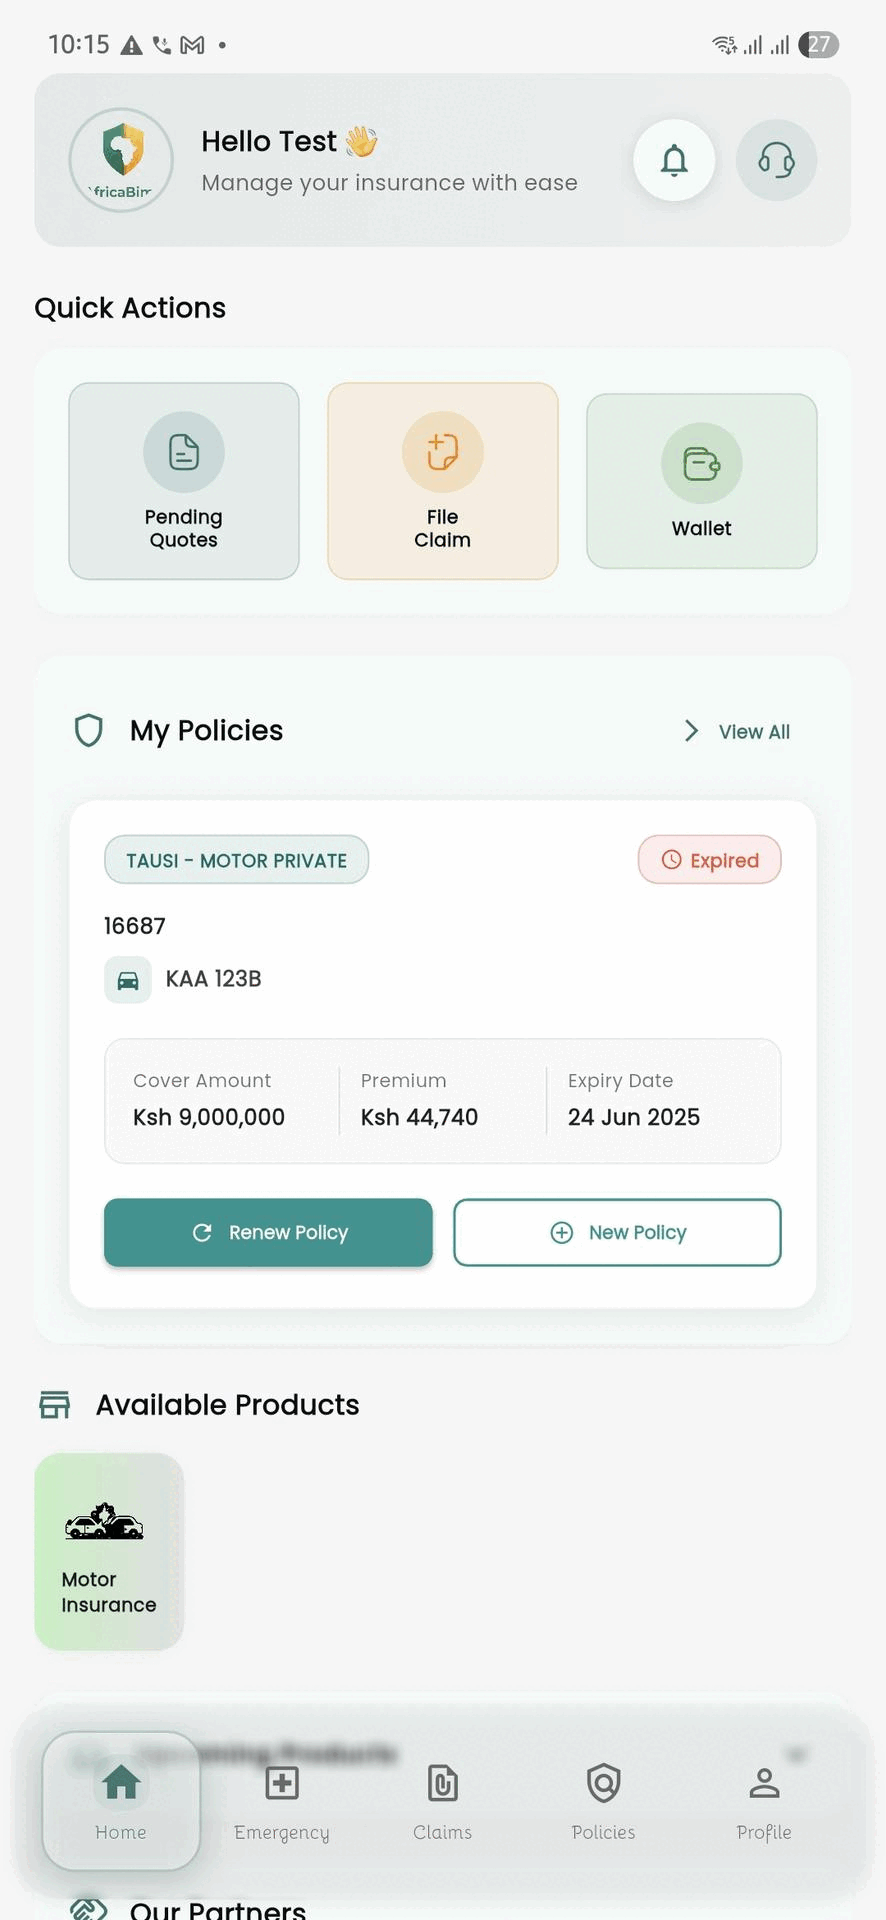 10:15
27
Hello Test 👋
fricaBim
Manage your insurance with ease
Quick Actions
Pending
Quotes
File
Claim
Wallet
My Policies
View All
TAUSI - MOTOR PRIVATE
Expired
16687
KAA 123B
Cover Amount
Premium
Expiry Date
Ksh 9,000,000
Ksh 44,740
24 Jun 2025
Renew Policy
New Policy
Available Products
Motor
Insurance
Upcoming Products
Home
Emergency
Claims
Policies
Profile
Our Partners